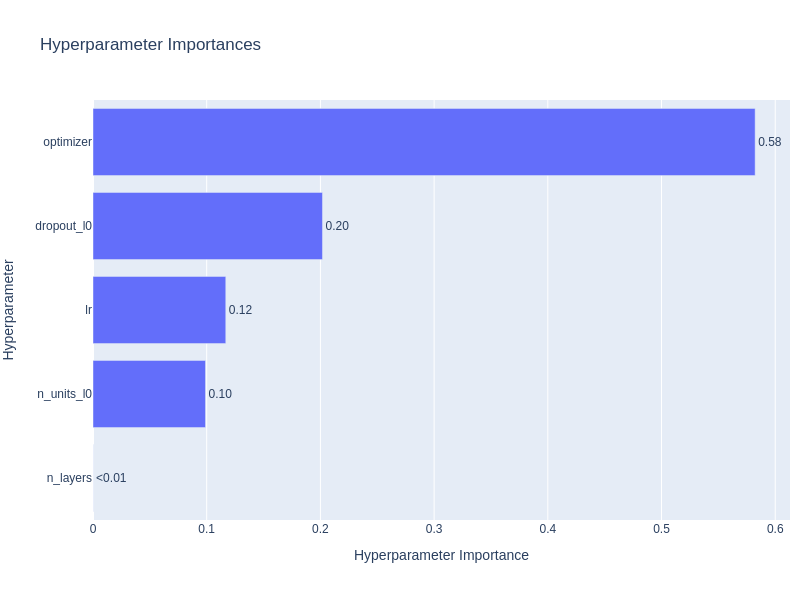 Hyperparameter Importances
Hyperparameter
optimizer 0.58
dropout_l0 0.20
lr 0.12
n_units_l0 0.10
n_layers <0.01
0 0.1 0.2 0.3 0.4 0.5 0.6
Hyperparameter Importance